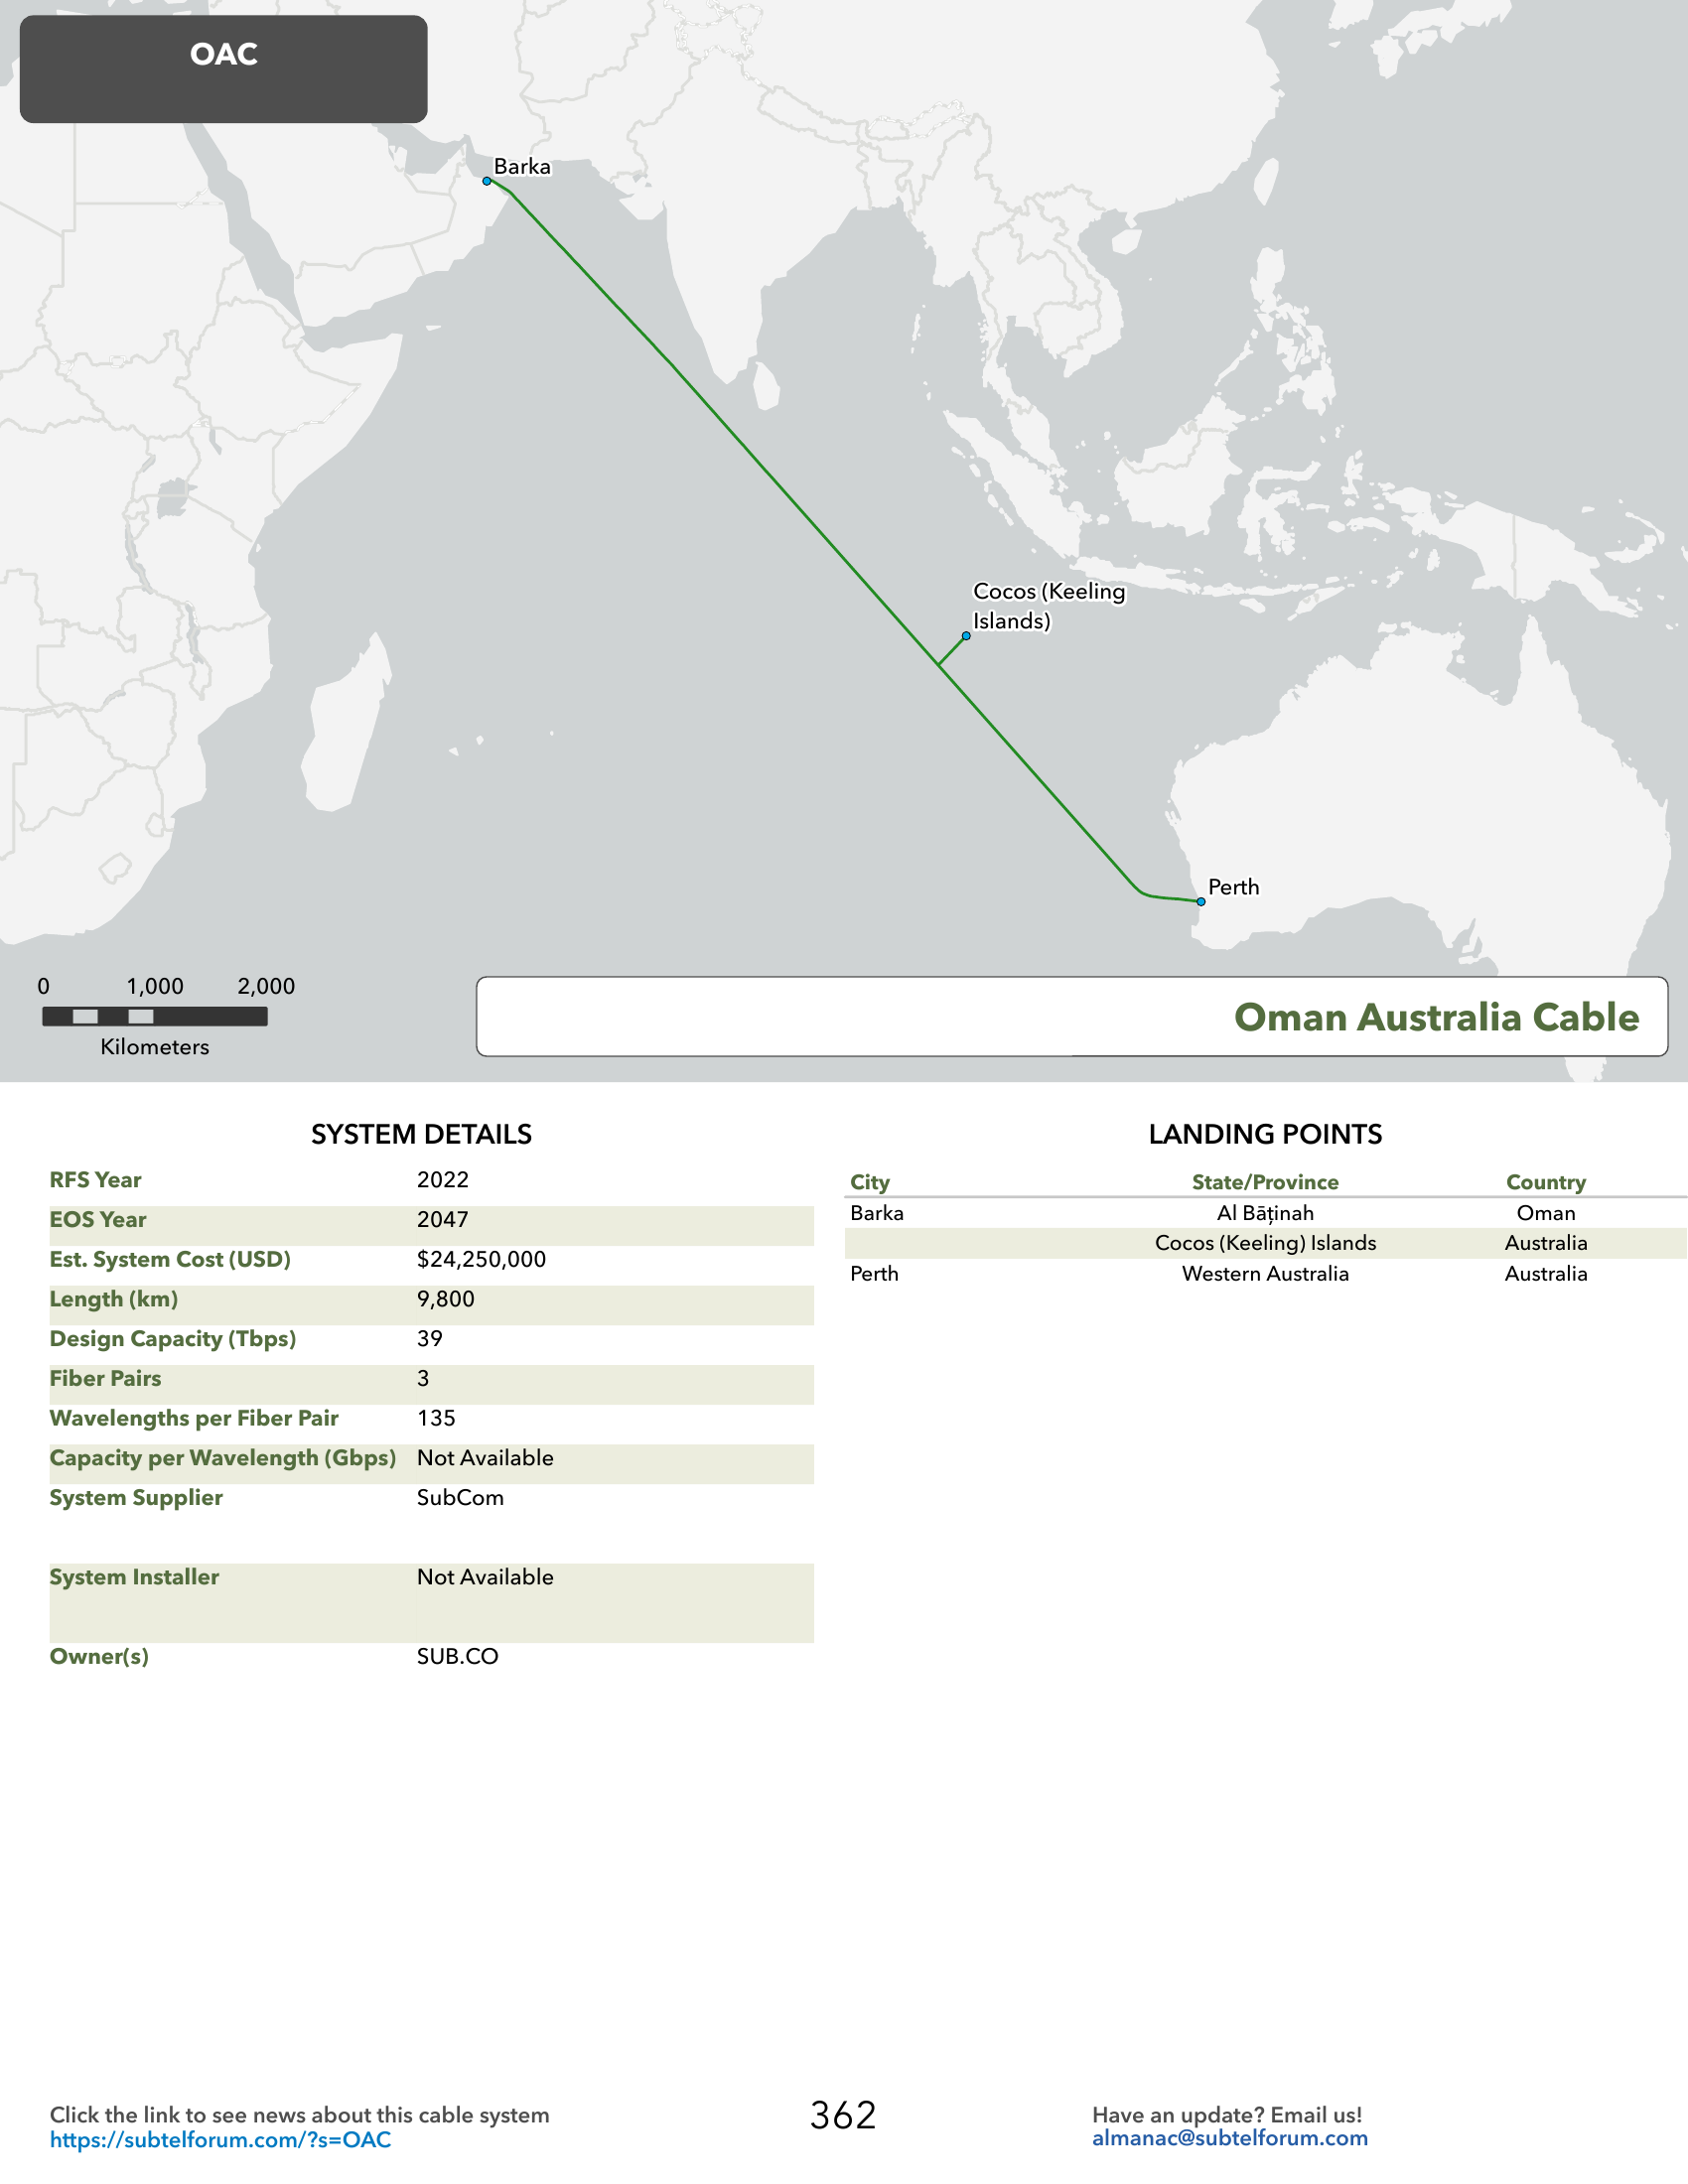 OAC
Barka
Cocos (Keeling
Islands)
Perth
0 1,000 2,000
Kilometers
Oman Australia Cable
SYSTEM DETAILS
RFS Year 2022
EOS Year 2047
Est. System Cost (USD) $24,250,000
Length (km) 9,800
Design Capacity (Tbps) 39
Fiber Pairs 3
Wavelengths per Fiber Pair 135
Capacity per Wavelength (Gbps) Not Available
System Supplier SubCom
System Installer Not Available
Owner(s) SUB.CO
LANDING POINTS
City State/Province Country
Barka Al Bāţinah Oman
Cocos (Keeling) Islands Australia
Perth Western Australia Australia
Click the link to see news about this cable system
https://subtelforum.com/?s=OAC
362
Have an update? Email us!
almanac@subtelforum.com